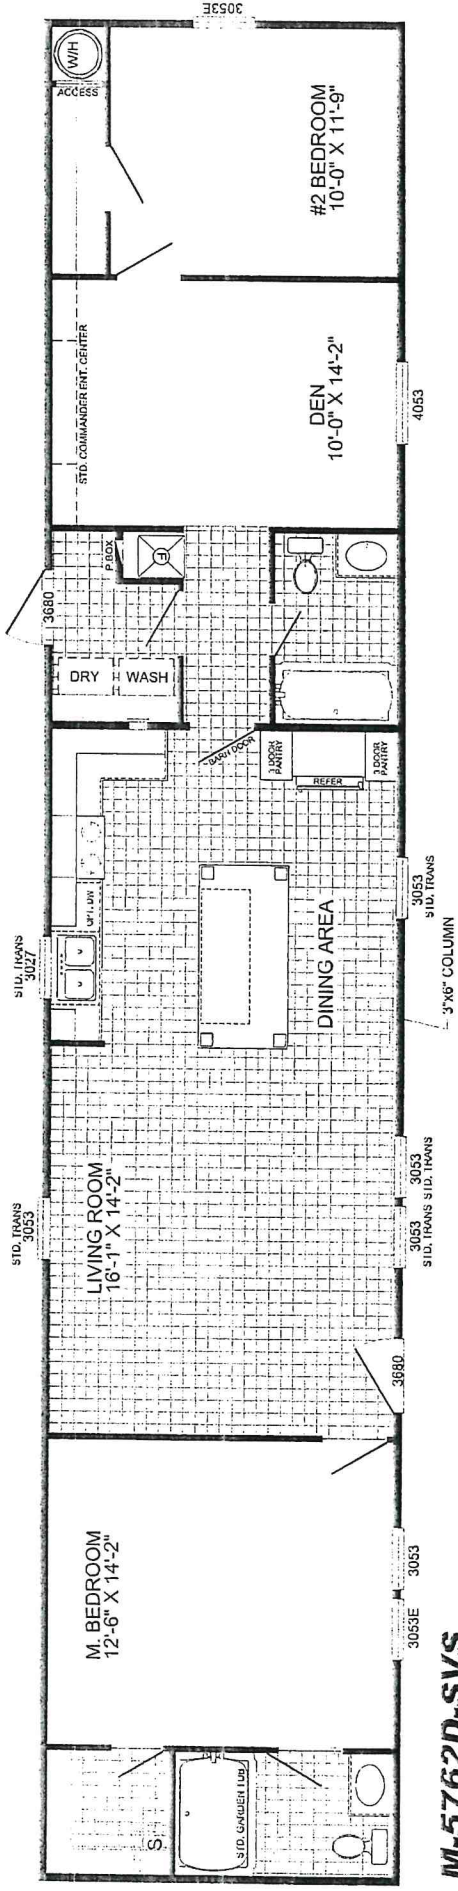 3053E
W/H
ACCESS
#2 BEDROOM
10'-0" X 11'-9"
STD. COMMANDER ENT. CENTER
DEN
10'-0" X 14'-2"
4053
P BOX
F
3680
DRY
WASH
BARN DOOR
3 DOOR
PANTRY
REFER
3 DOOR
PANTRY
OPT. DW
STD. TRANS
3027
DINING AREA
3053
STD. TRANS
3"x6" COLUMN
STD. TRANS
3053
LIVING ROOM
16'-1" X 14'-2"
3053
STD. TRANS
3053
STD. TRANS
3680
M. BEDROOM
12'-6" X 14'-2"
3053
3053E
S
STD. GARDEN TUB
M-5762D-SVS